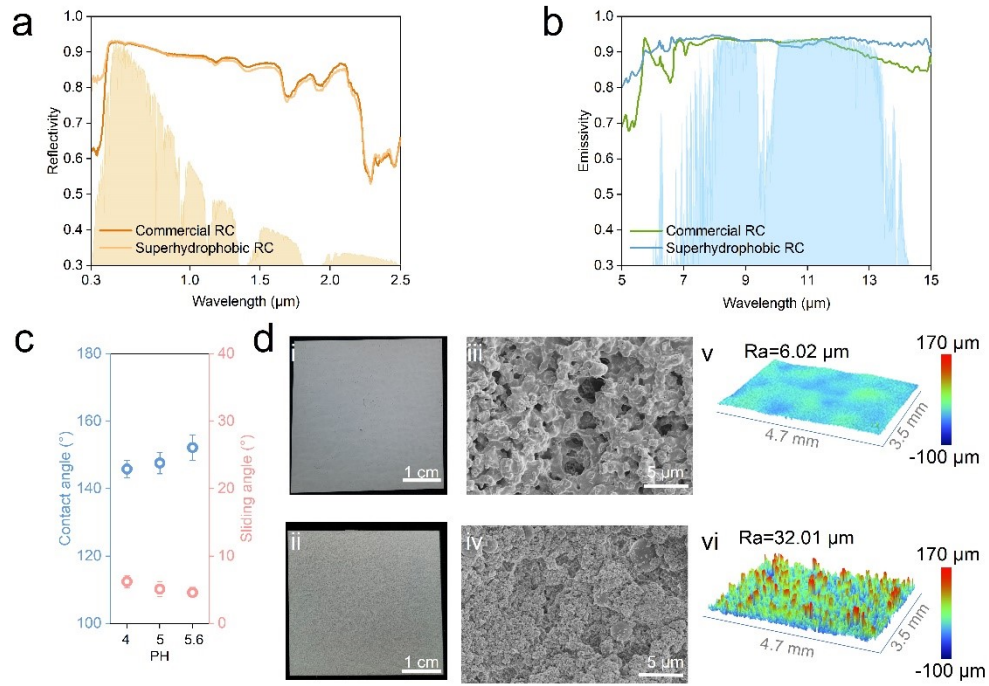 a
1.0
0.9
0.8
0.7
0.6
0.5
0.4
0.3
Reflectivity
Commercial RC
Superhydrophobic RC
0.3
1.0
1.5
2.0
2.5
Wavelength (μm)
b
1.0
0.9
0.8
0.7
0.6
0.5
0.4
0.3
Emissivity
Commercial RC
Superhydrophobic RC
5
7
9
11
13
15
Wavelength (μm)
c
180
160
140
120
100
Contact angle (°)
40
30
20
10
0
Sliding angle (°)
4
5
5.6
PH
d
i
1 cm
iii
5 μm
v
Ra=6.02 μm
4.7 mm
3.5 mm
170 μm
-100 μm
ii
1 cm
iv
5 μm
vi
Ra=32.01 μm
4.7 mm
3.5 mm
170 μm
-100 μm